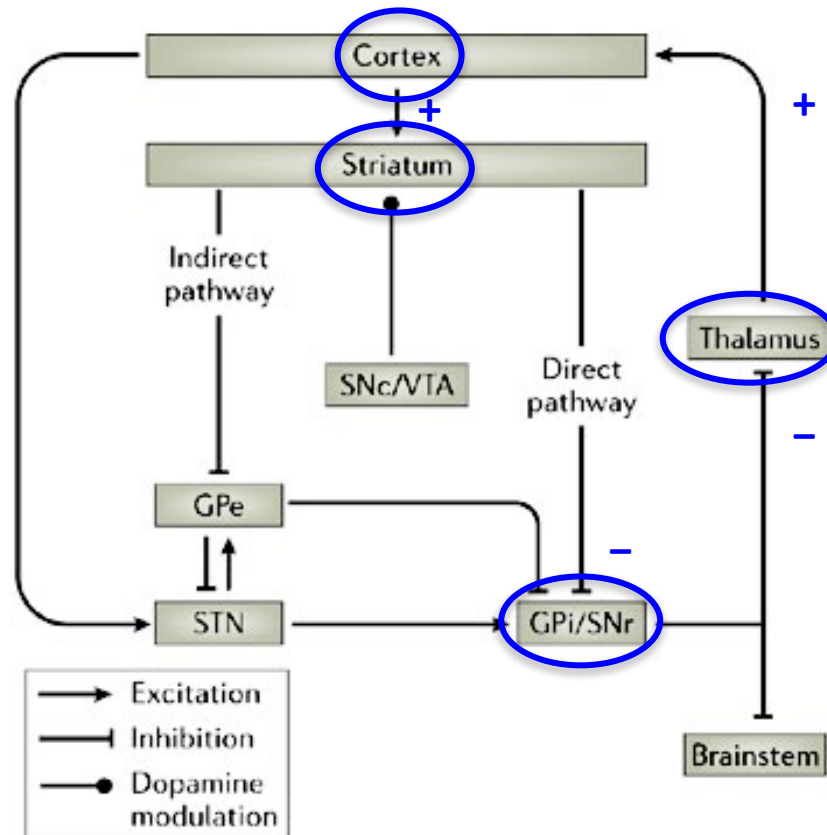 Cortex
+
+
Striatum
Indirect
pathway
Thalamus
SNc/VTA
Direct
pathway
−
GPe
−
STN
GPi/SNr
Excitation
Inhibition
Dopamine
modulation
Brainstem